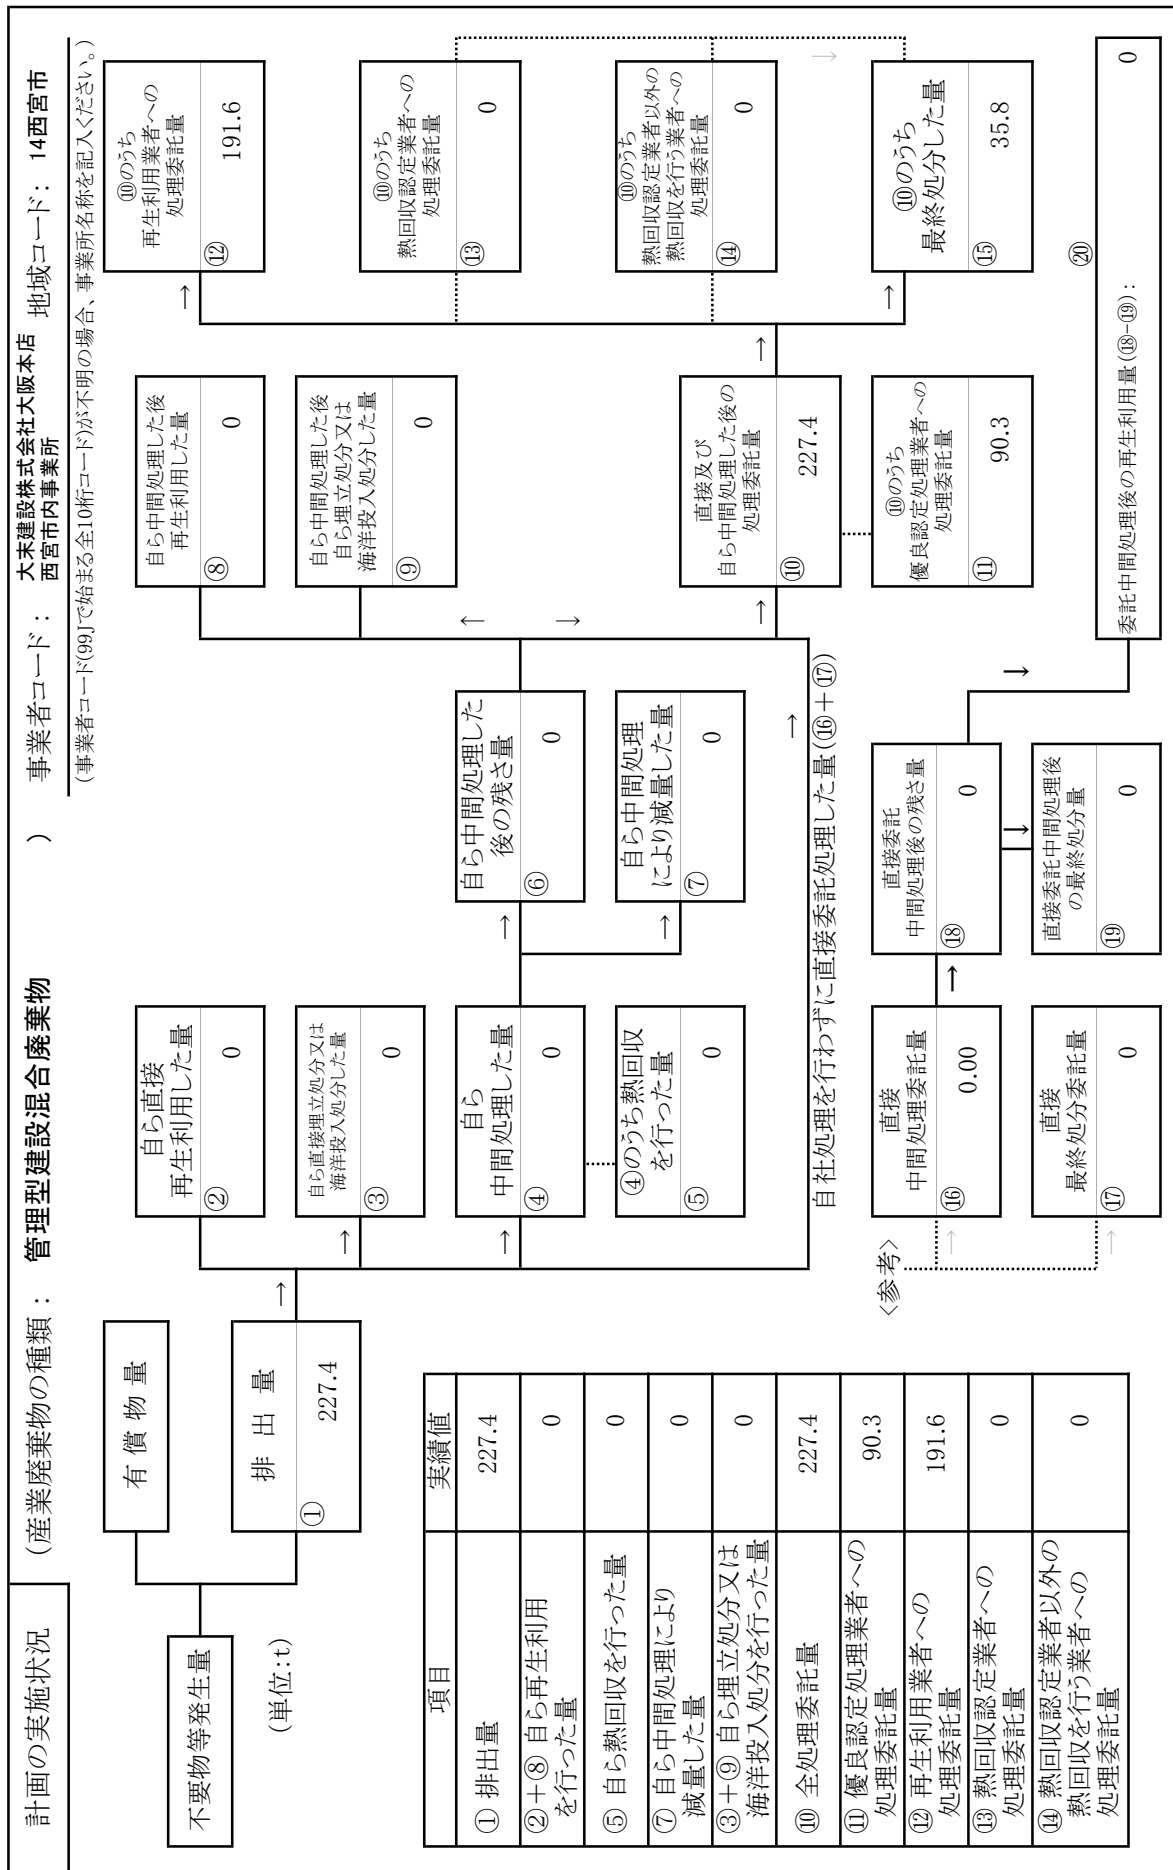 計画の実施状況
(産業廃棄物の種類 : 管理型建設混合廃棄物 )
事業者コード : 大末建設株式会社大阪本店
西宮市内事業所
地域コード : 14西宮市
(事業者コード(99Jで始まる全10桁コード)が不明の場合、事業所名称を記入ください。)
不要物等発生量
(単位:t)
有 償 物 量
排 出 量
① 227.4
→
自ら直接
再生利用した量
② 0
→
自ら直接埋立処分又は
海洋投入処分した量
③ 0
→
自ら
中間処理した量
④ 0
④のうち熱回収
を行った量
⑤ 0
→
自ら中間処理した
後の残さ量
⑥ 0
→
自ら中間処理
により減量した量
⑦ 0
↑
↓
自ら中間処理した後
再生利用した量
⑧ 0
自ら中間処理した後
自ら埋立処分又は
海洋投入処分した量
⑨ 0
→
自社処理を行わずに直接委託処理した量(⑯+⑰)
→
直接及び
自ら中間処理した後の
処理委託量
⑩ 227.4
⑩のうち
優良認定処理業者への
処理委託量
⑪ 90.3
→
→
⑩のうち
再生利用業者への
処理委託量
⑫ 191.6
⑩のうち
熱回収認定業者への
処理委託量
⑬ 0
⑩のうち
熱回収認定業者以外の
熱回収を行う業者への
処理委託量
⑭ 0
↓
→
⑩のうち
最終処分した量
⑮ 35.8
<参考>
→
直接
中間処理委託量
⑯ 0.00
→
直接
最終処分委託量
⑰ 0
→
直接委託
中間処理後の残さ量
⑱ 0
→
直接委託中間処理後
の最終処分量
⑲ 0
↓
⑳
委託中間処理後の再生利用量(⑱-⑲) : 0
項目 実績値
① 排出量 227.4
②+⑧ 自ら再生利用
を行った量 0
⑤ 自ら熱回収を行った量 0
⑦ 自ら中間処理により
減量した量 0
③+⑨ 自ら埋立処分又は
海洋投入処分を行った量 0
⑩ 全処理委託量 227.4
⑪ 優良認定処理業者への
処理委託量 90.3
⑫ 再生利用業者への
処理委託量 191.6
⑬ 熱回収認定業者への
処理委託量 0
⑭ 熱回収認定業者以外の
熱回収を行う業者への
処理委託量 0